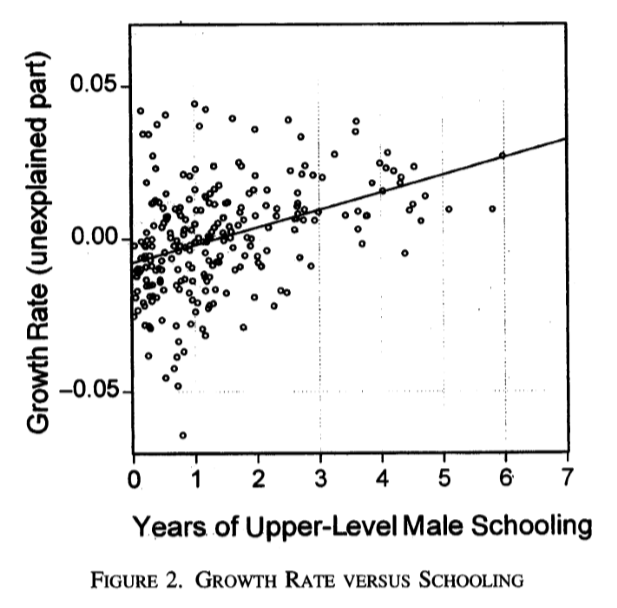 Growth Rate (unexplained part)
0.05
0.00
−0.05
0 1 2 3 4 5 6 7
Years of Upper-Level Male Schooling
FIGURE 2. GROWTH RATE VERSUS SCHOOLING